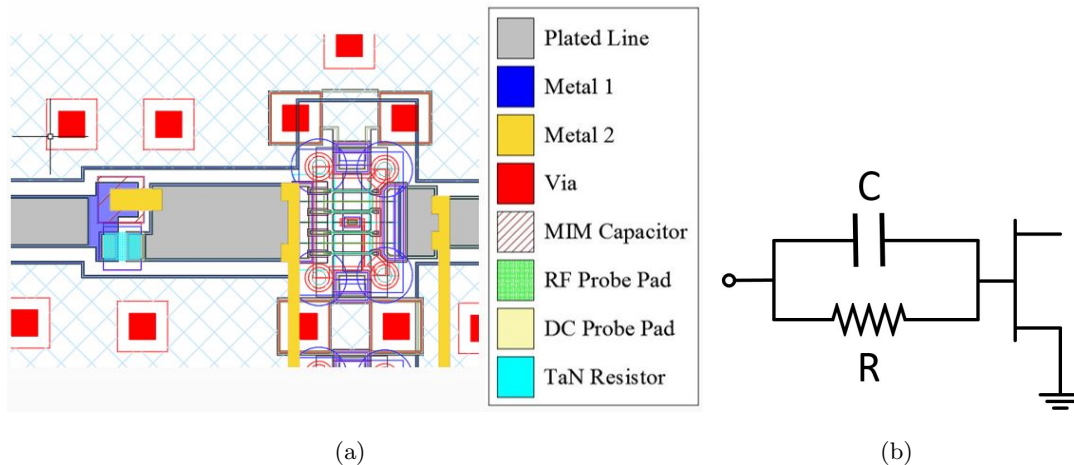 Plated Line
Metal 1
Metal 2
Via
MIM Capacitor
RF Probe Pad
DC Probe Pad
TaN Resistor
C
R
(a)
(b)